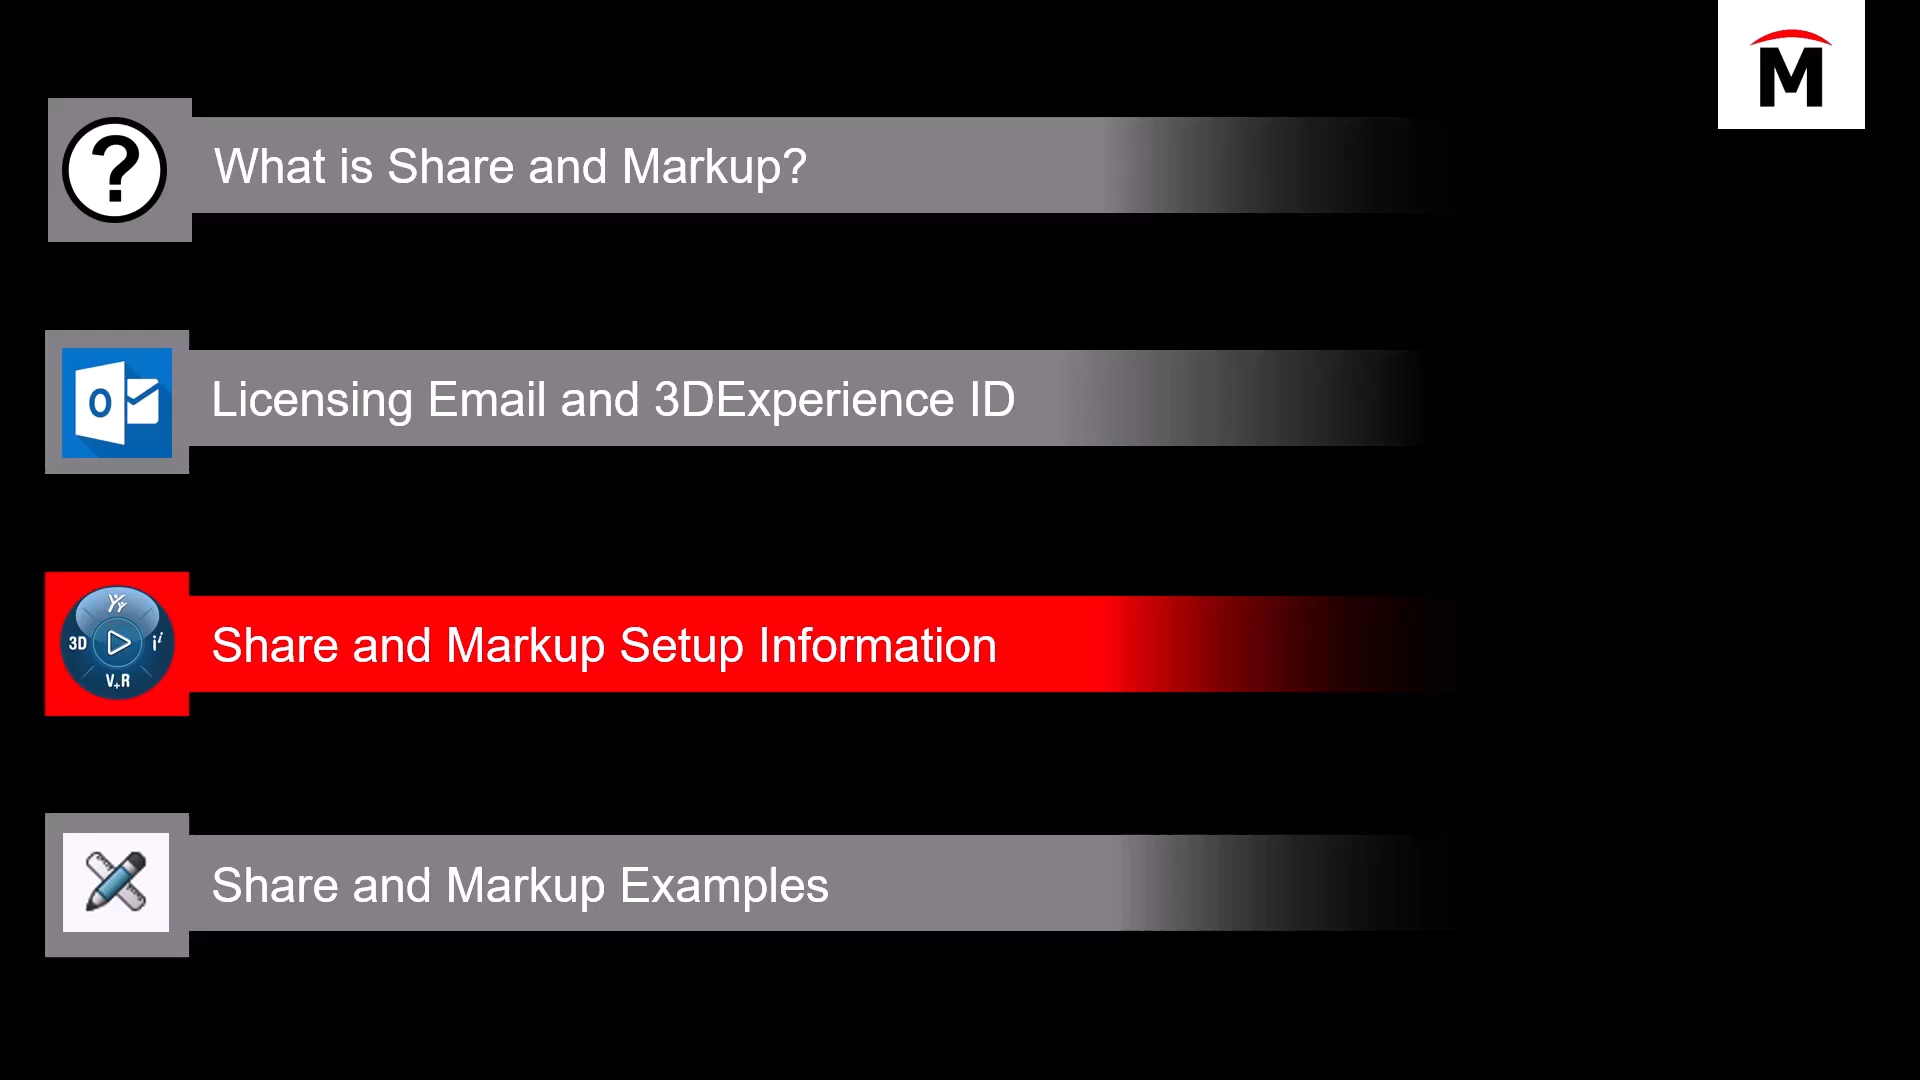 M
? What is Share and Markup?
O Licensing Email and 3DExperience ID
3D V+R i
Share and Markup Setup Information
Share and Markup Examples